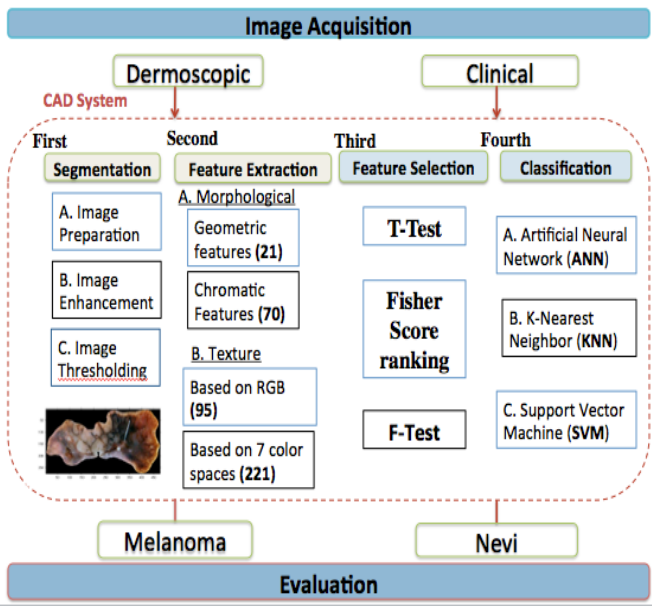 Image Acquisition
Dermoscopic
Clinical
CAD System
First
Second
Third
Fourth
Segmentation
Feature Extraction
Feature Selection
Classification
A. Image
Preparation
B. Image
Enhancement
C. Image
Thresholding
A. Morphological
Geometric
features (21)
Chromatic
Features (70)
B. Texture
Based on RGB
(95)
Based on 7 color
spaces (221)
T-Test
Fisher
Score
ranking
F-Test
A. Artificial Neural
Network (ANN)
B. K-Nearest
Neighbor (KNN)
C. Support Vector
Machine (SVM)
Melanoma
Nevi
Evaluation